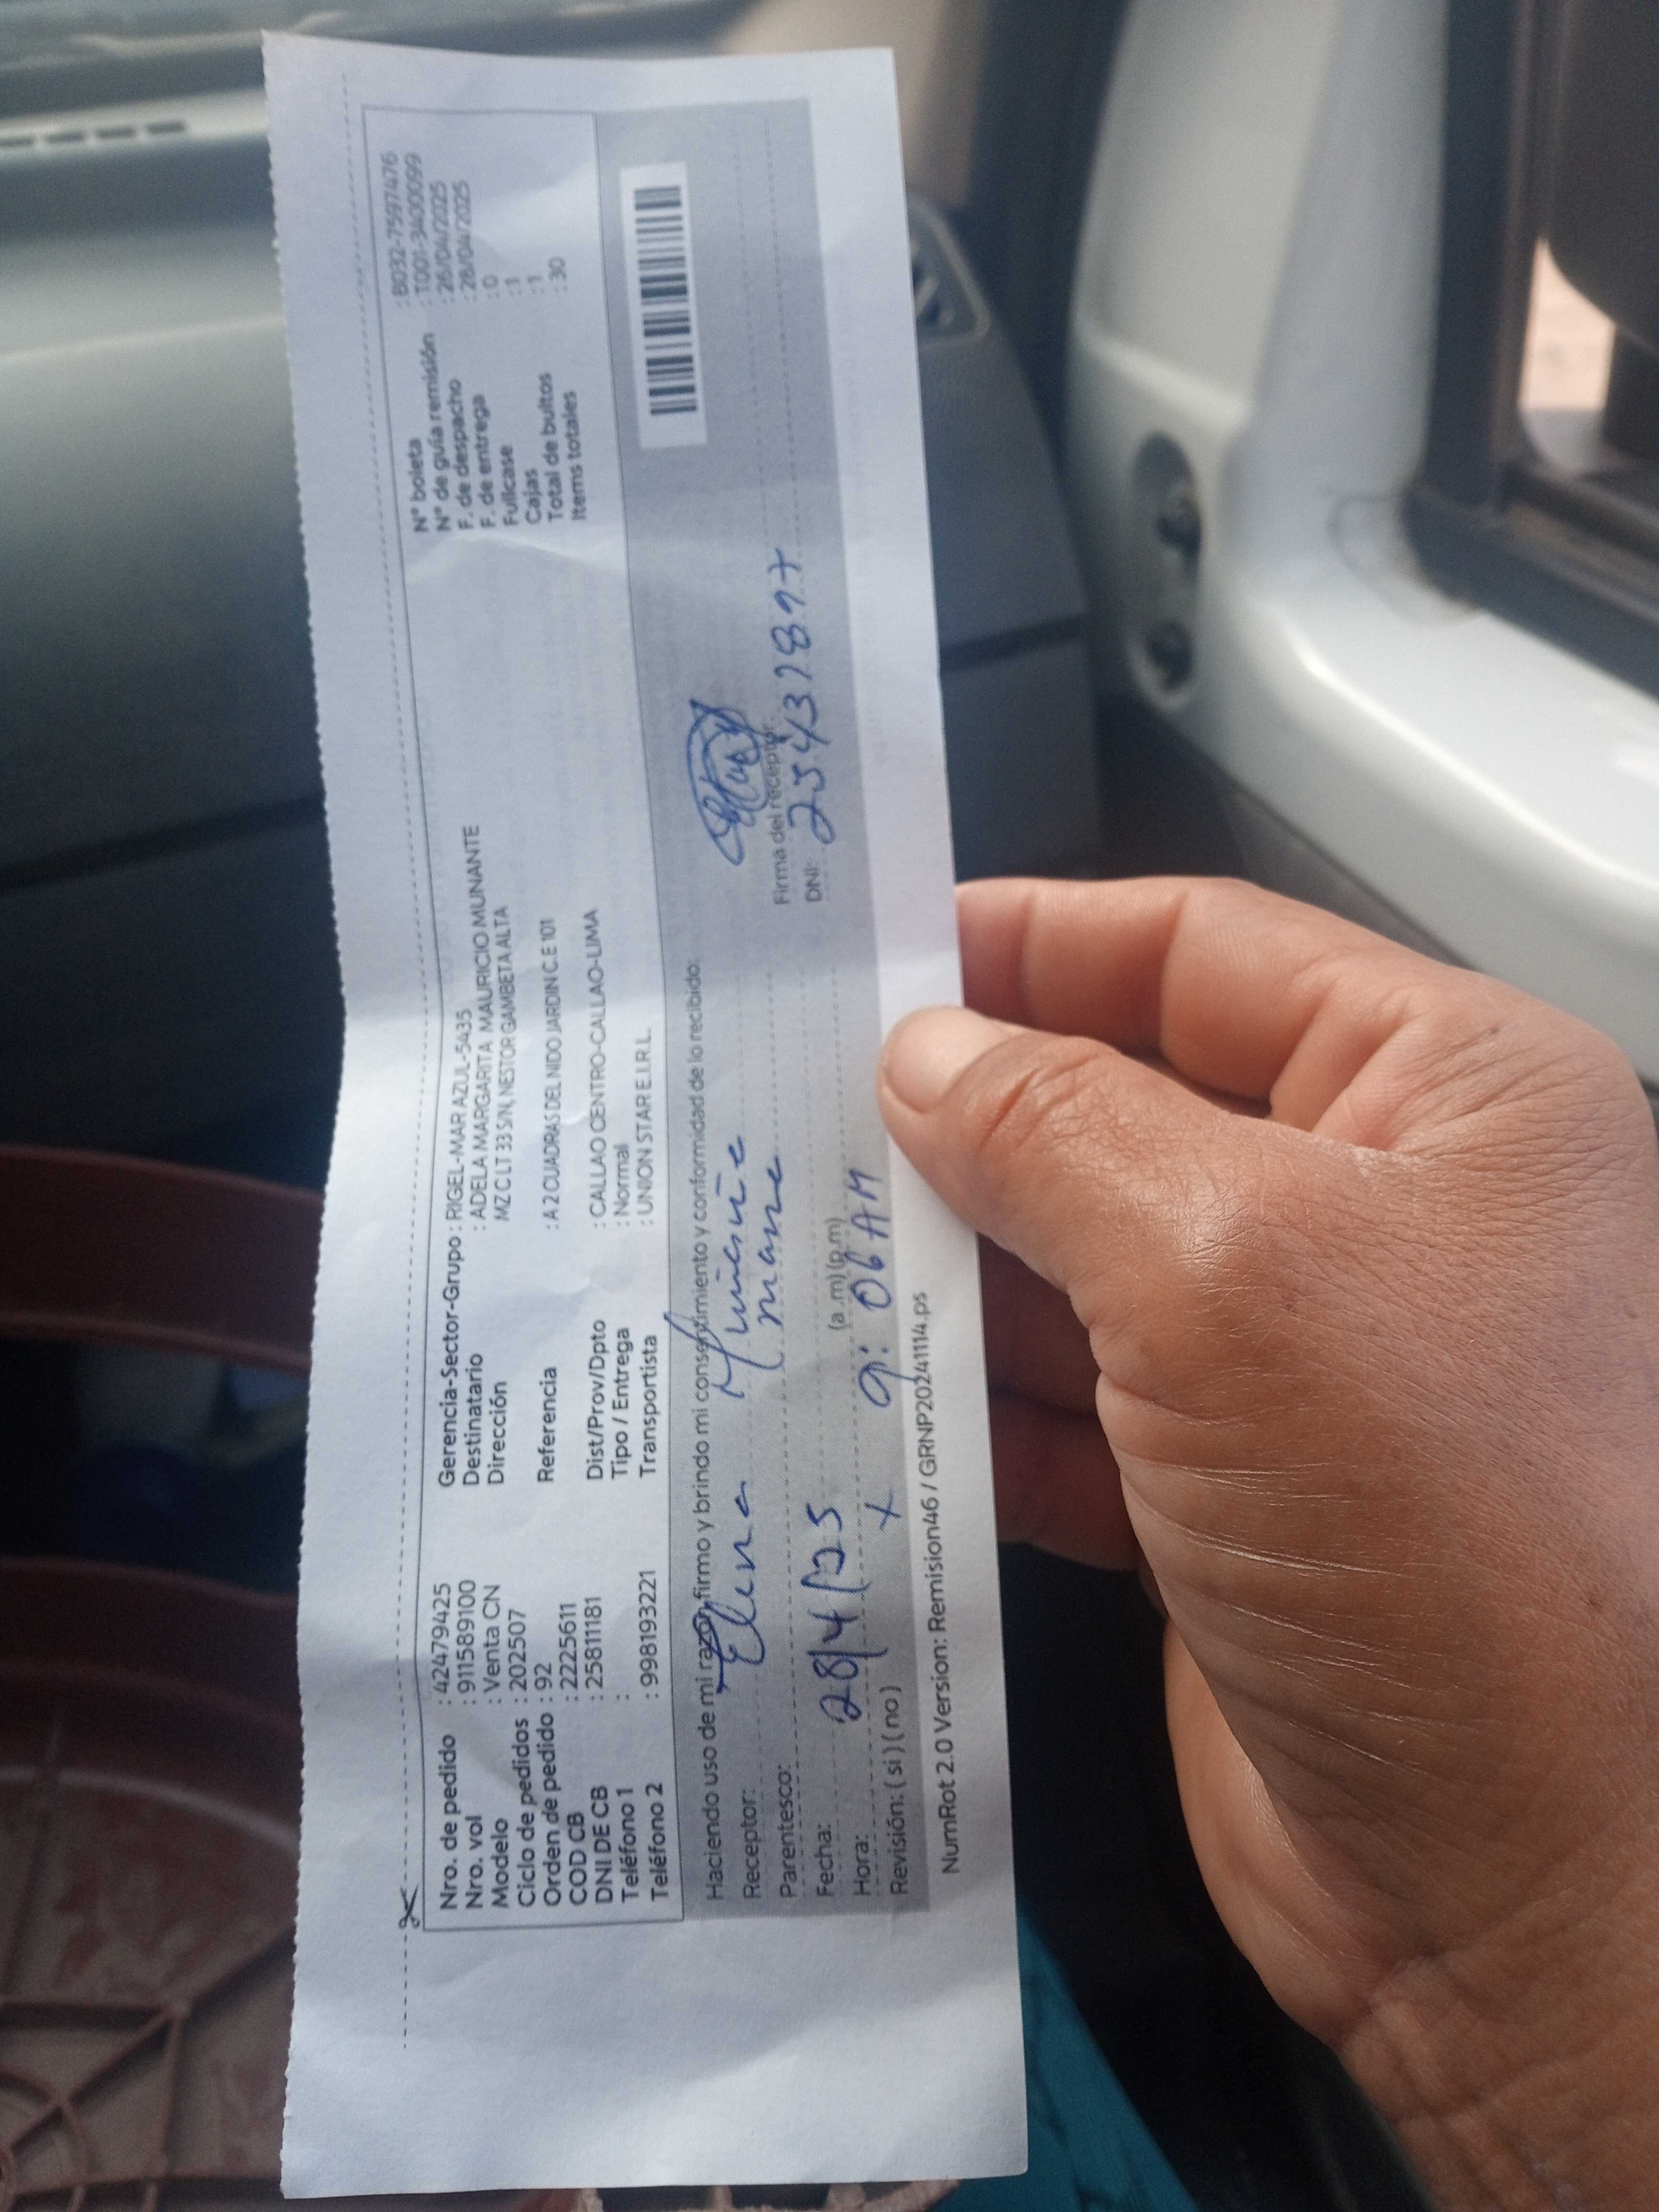 Nro. de pedido : 42479425
Nro. vol : 911589100
Modelo : Venta CN
Ciclo de pedidos : 202507
Orden de pedido : 92
COD CB : 2225611
DNI DE CB : 25811181
Teléfono 1 :
Teléfono 2 : 998193221
Gerencia-Sector-Grupo : RIGEL-MAR AZUL-5435
Destinatario : ADELA MARGARITA MAURICIO MUNANTE
Dirección MZ C LT 33 S/N, NESTOR GAMBETA ALTA
Referencia : A 2 CUADRAS DEL NIDO JARDIN C.E 101
Dist/Prov/Dpto : CALLAO CENTRO-CALLAO-LIMA
Tipo / Entrega : Normal
Transportista : UNION STAR E.I.R.L.
N° boleta : B032-75977476
N° de guía remisión : T001-34000099
F. de despacho : 26/04/2025
F. de entrega : 28/04/2025
Fullcase : 0
Cajas : 1
Total de bultos : 1
Items totales : 30
Haciendo uso de mi razón, firmo y brindo mi consentimiento y conformidad de lo recibido:
Receptor: Elena
Parentesco:
Fecha: 28/4/25
Hora: (a.m) (p.m)
Revisión: ( si ) ( no ) x 9:06 AM
Firma del receptor:
DNI:
NumRot 2.0 Version: Remision46 / GRNP20241114.ps